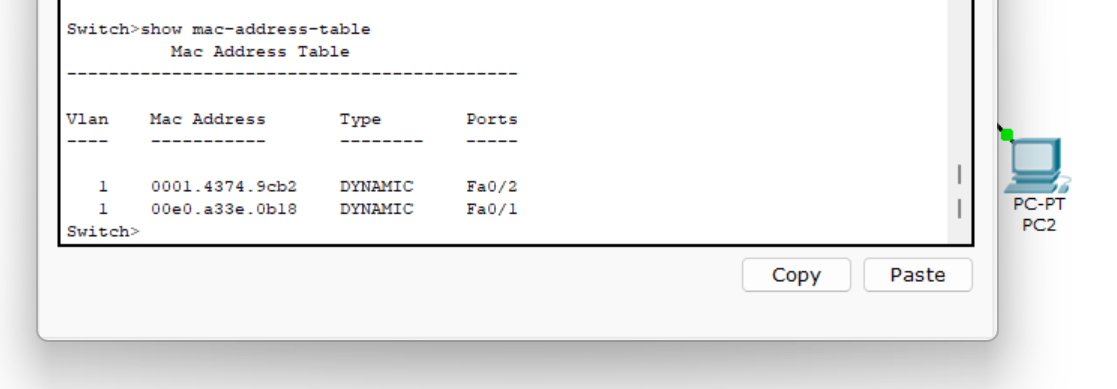 Switch>show mac-address-table
Mac Address Table
-------------------------------------------
Vlan Mac Address Type Ports
---- ----------- -------- -----
1 0001.4374.9cb2 DYNAMIC Fa0/2
1 00e0.a33e.0b18 DYNAMIC Fa0/1
Switch>
PC-PT
PC2
Copy Paste